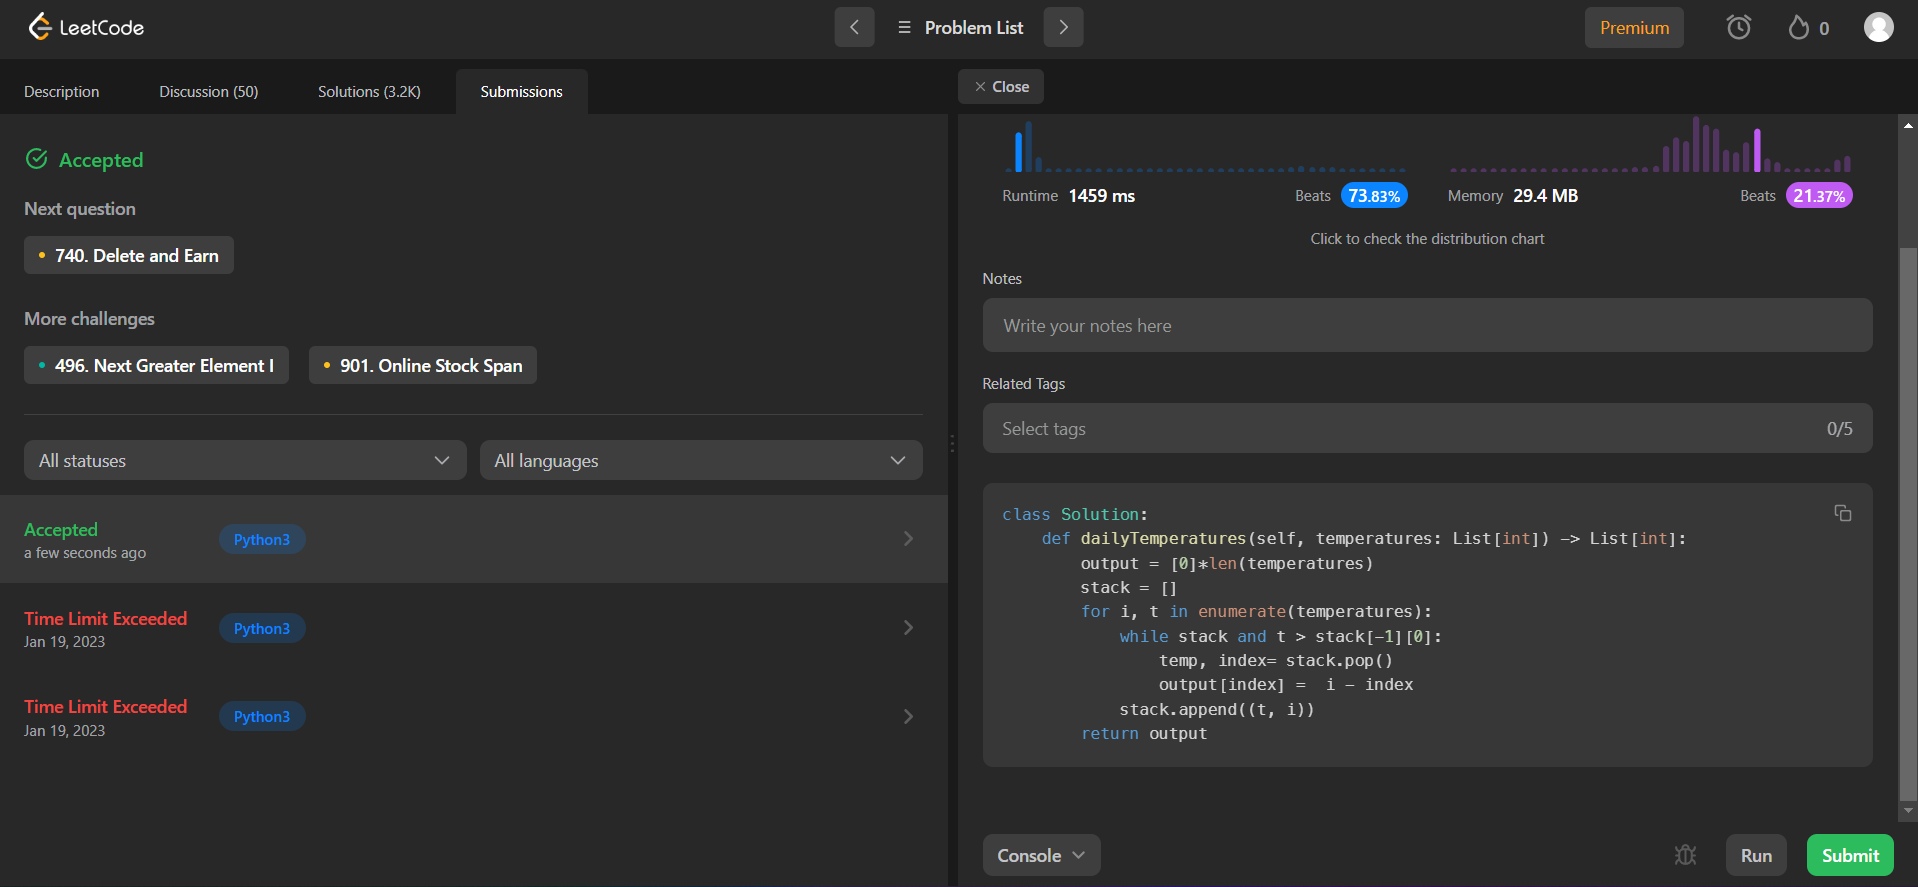 LeetCode
Problem List
Premium
0
Description
Discussion (50)
Solutions (3.2K)
Submissions
Close
Accepted
Next question
740. Delete and Earn
More challenges
496. Next Greater Element I
901. Online Stock Span
All statuses
All languages
Accepted
a few seconds ago
Python3
Time Limit Exceeded
Jan 19, 2023
Python3
Time Limit Exceeded
Jan 19, 2023
Python3
Runtime 1459 ms
Beats 73.83%
Memory 29.4 MB
Beats 21.37%
Click to check the distribution chart
Notes
Write your notes here
Related Tags
Select tags
0/5
class Solution:
    def dailyTemperatures(self, temperatures: List[int]) -> List[int]:
        output = [0]*len(temperatures)
        stack = []
        for i, t in enumerate(temperatures):
            while stack and t > stack[-1][0]:
                temp, index= stack.pop()
                output[index] =  i - index
            stack.append((t, i))
        return output
Console
Run
Submit